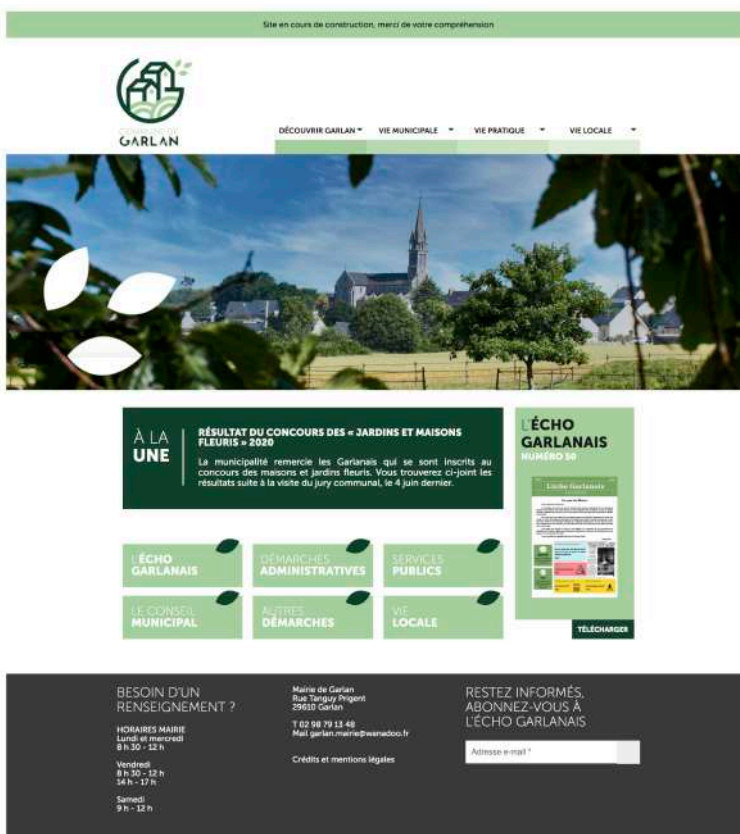 Site en cours de construction, merci de votre compréhension
COMMUNE DE
GARLAN
DÉCOUVRIR GARLAN
VIE MUNICIPALE
VIE PRATIQUE
VIE LOCALE
À LA
UNE
RÉSULTAT DU CONCOURS DES « JARDINS ET MAISONS
FLEURIS » 2020
La municipalité remercie les Garlanais qui se sont inscrits au
concours des maisons et jardins fleuris. Vous trouverez ci-joint les
résultats suite à la visite du jury communal, le 4 juin dernier.
L'ÉCHO
GARLANAIS
NUMÉRO 50
L'écho Garlanais
TÉLÉCHARGER
L'ÉCHO
GARLANAIS
DÉMARCHES
ADMINISTRATIVES
SERVICES
PUBLICS
LE CONSEIL
MUNICIPAL
AUTRES
DÉMARCHES
VIE
LOCALE
BESOIN D'UN
RENSEIGNEMENT ?
HORAIRES MAIRIE
Lundi et mercredi
8 h 30 - 12 h
Vendredi
8 h 30 - 12 h
14 h - 17 h
Samedi
9 h - 12 h
Mairie de Garlan
Rue Tanguy Prigent
29610 Garlan
T 02 98 79 13 48
Mail garlan.mairie@wanadoo.fr
Crédits et mentions légales
RESTEZ INFORMÉS,
ABONNEZ-VOUS À
L'ÉCHO GARLANAIS
Adresse e-mail *